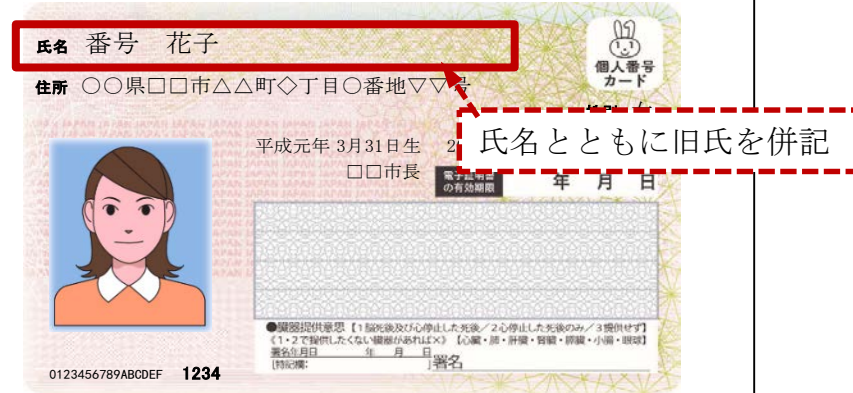 氏名 番号 花子
個人番号
カード
住所 ○○県□□市△△町◇丁目○番地▽▽号
氏名とともに旧氏を併記
平成元年 3月31日生 2
□□市長
電子証明書
の有効期限
年 月 日
●臓器提供意思【1 脳死後及び心停止した死後／2 心停止した死後のみ／3 提供せず】
《1・2で提供したくない臓器があれば×》【心臓・肺・肝臓・腎臓・膵臓・小腸・眼球】
署名年月日 年 月 日
[特記欄: ]署名
0123456789ABCDEF 1234